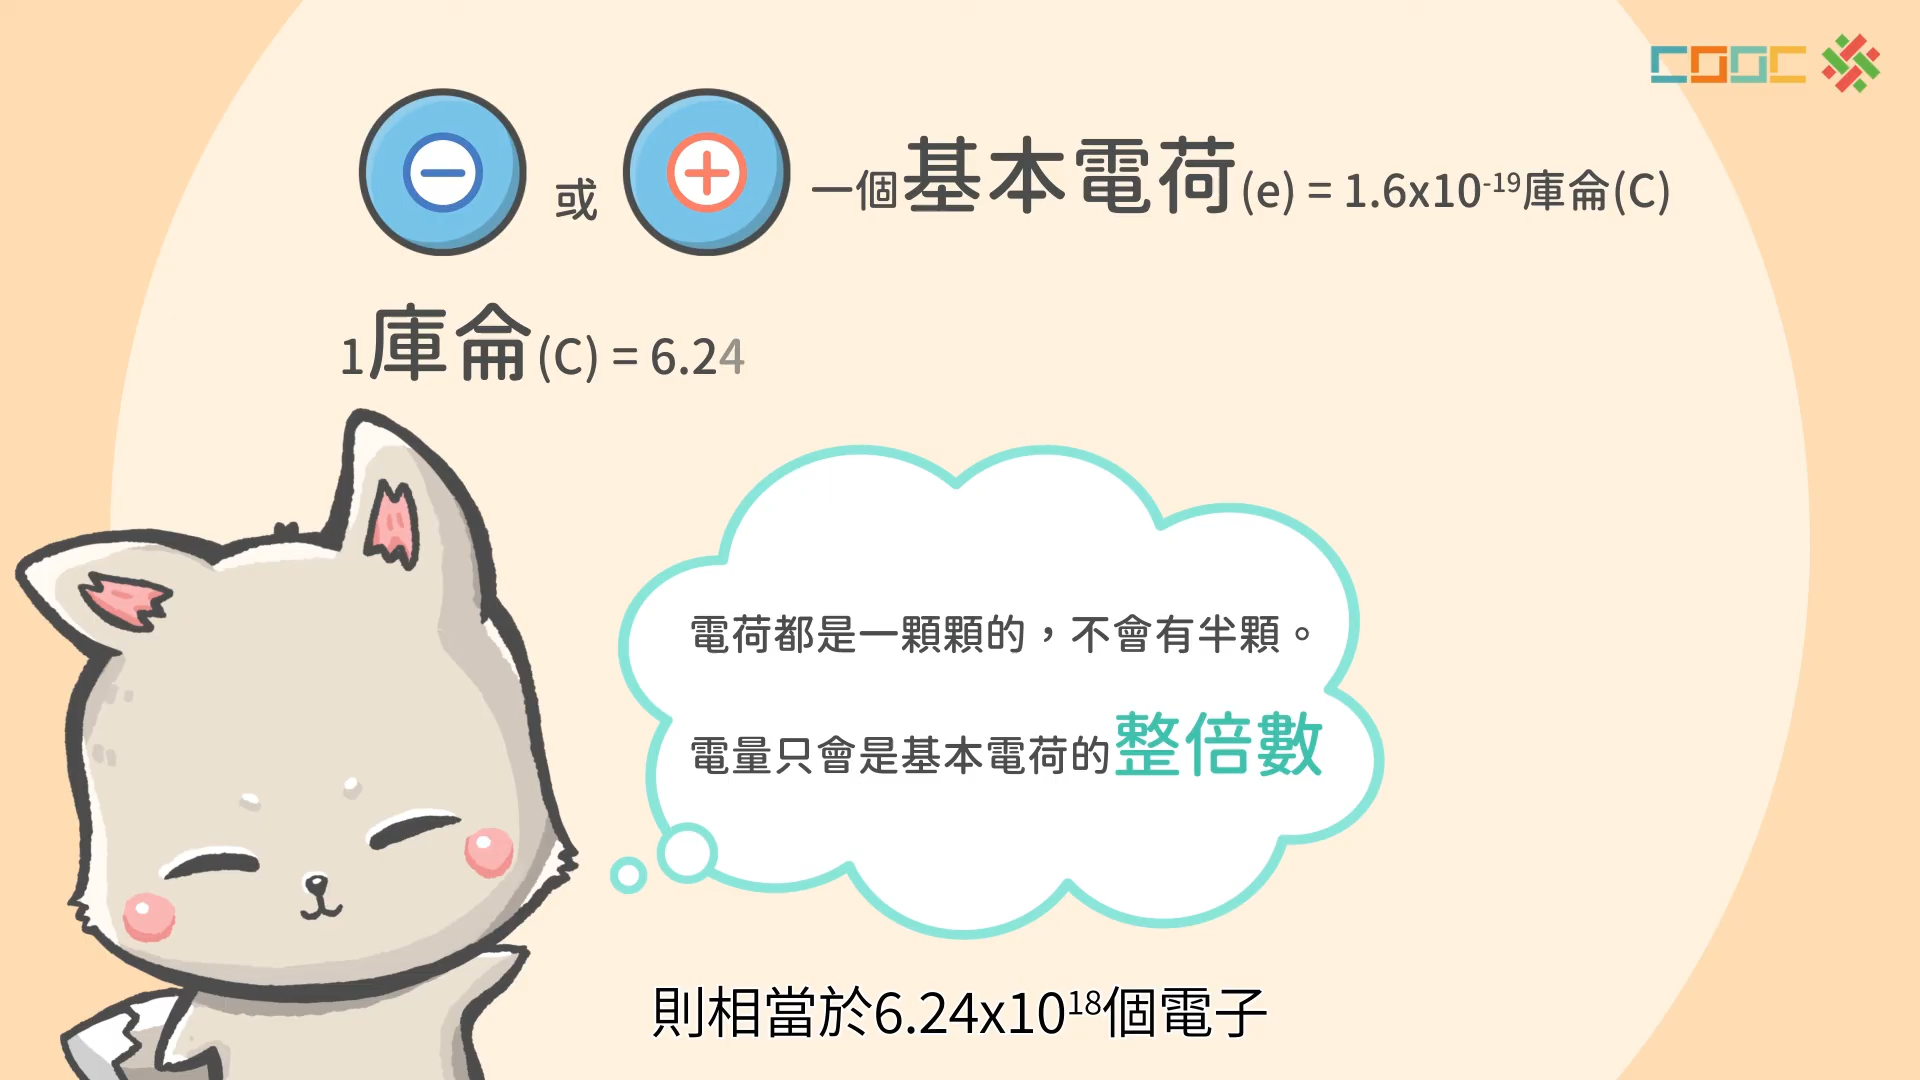 COOC
或 一個基本電荷(e) = 1.6x10⁻¹⁹庫侖(C)
1庫侖(C) = 6.24
電荷都是一顆顆的，不會有半顆。
電量只會是基本電荷的整倍數
則相當於6.24x10¹⁸個電子